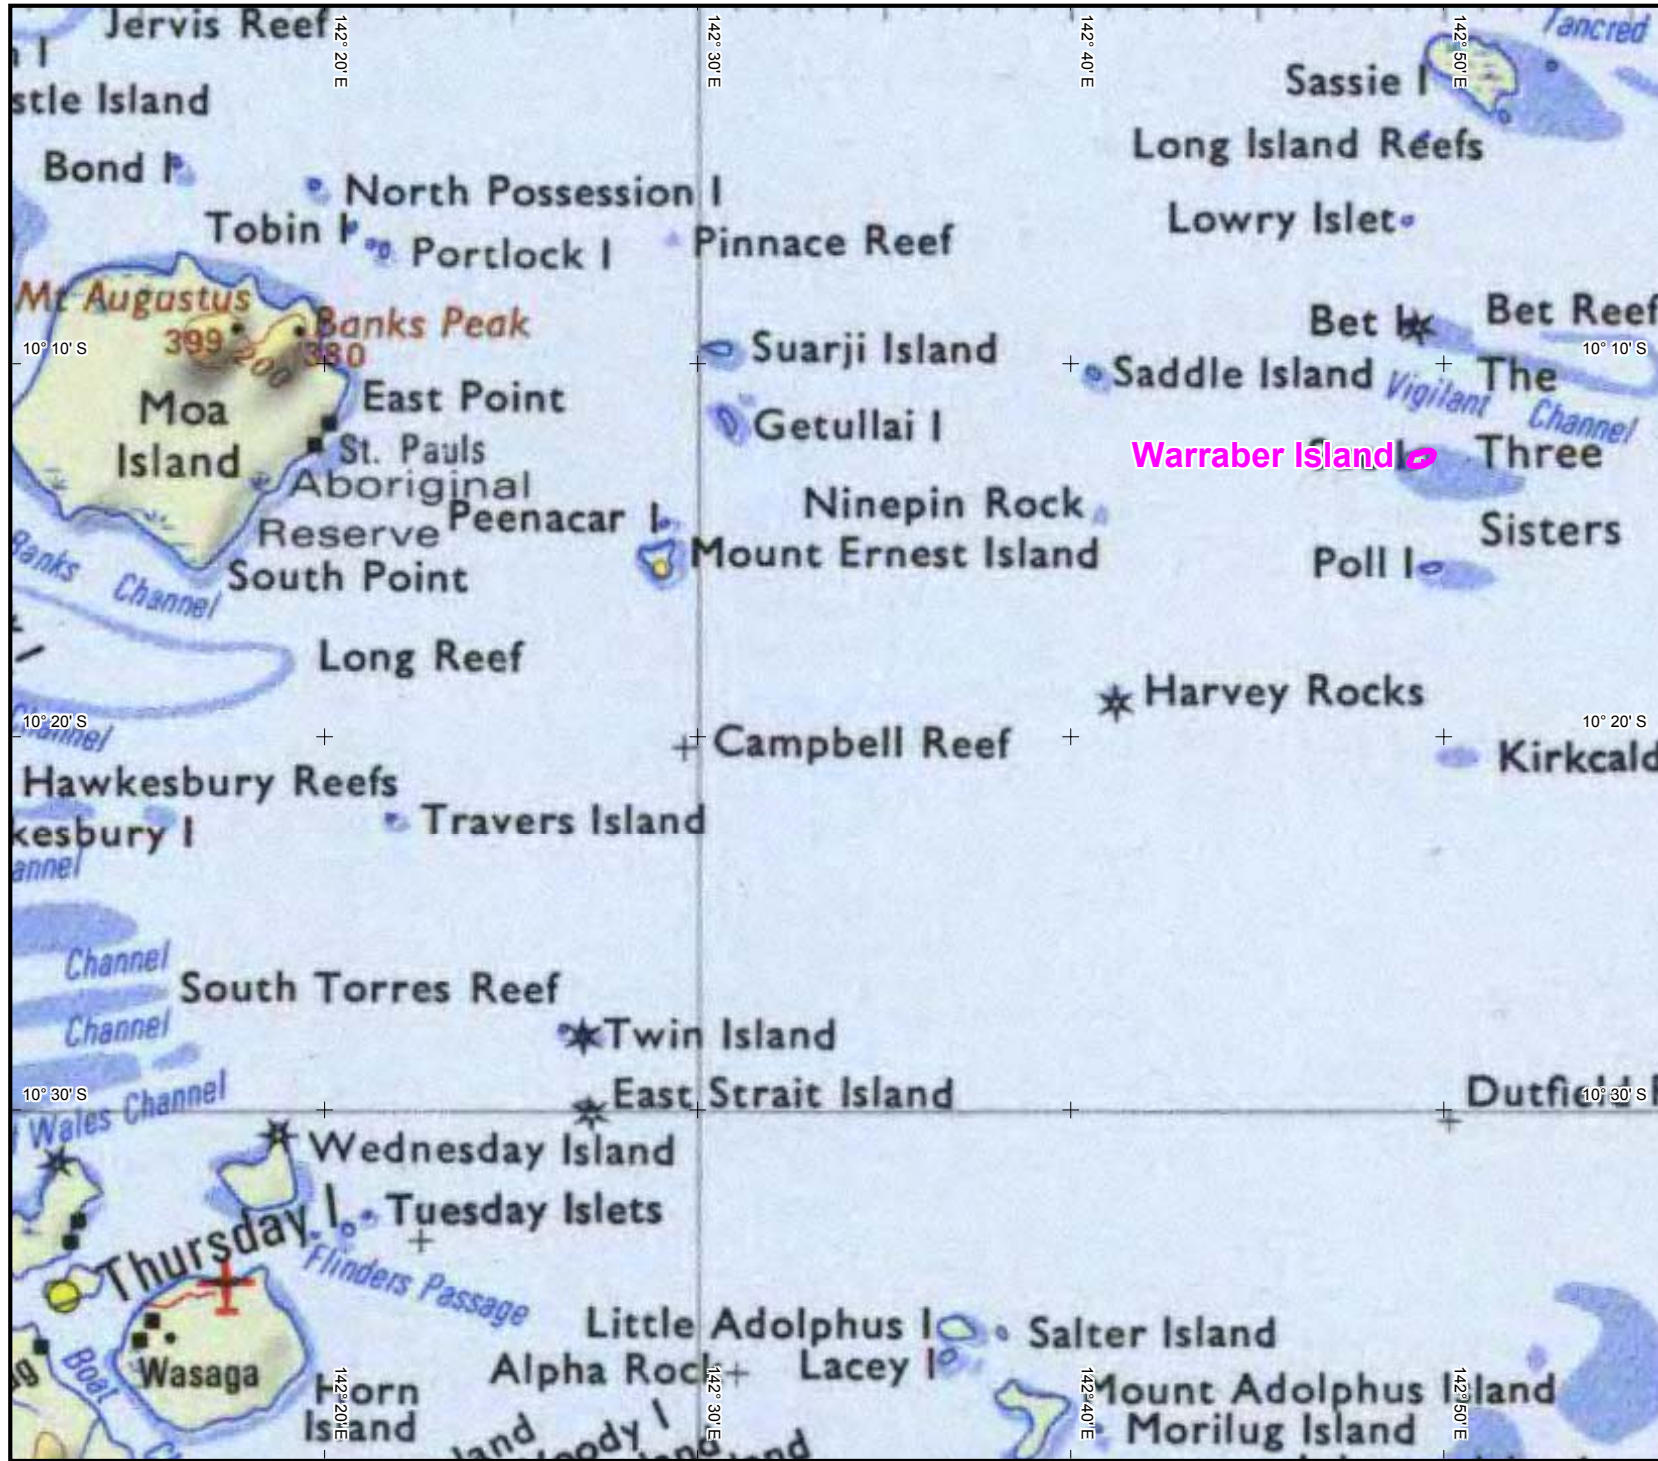 Jervis Reef
142° 20' E
142° 30' E
142° 40' E
142° 50' E
Tancred
stle Island
Sassie I
Long Island Reefs
Bond I
North Possession I
Tobin I
Portlock I
Pinnace Reef
Lowry Islet
Mt Augustus
399
200
Banks Peak
380
Bet I
Bet Reef
10° 10' S
10° 10' S
Suarji Island
Saddle Island
Vigilant
Channel
The
Three
Sisters
Moa
Island
East Point
St. Pauls
Aboriginal
Reserve
Getullai I
Warraber Island
Peenacar I
Ninepin Rock
Mount Ernest Island
Poll I
Banks Channel
South Point
Long Reef
Harvey Rocks
10° 20' S
10° 20' S
Channel
Campbell Reef
Kirkcald
Hawkesbury Reefs
kesbury I
Travers Island
annel
Channel
South Torres Reef
Channel
Twin Island
10° 30' S
10° 30' S
Wales Channel
East Strait Island
Dutfield
Wednesday Island
Thursday I
Tuesday Islets
Flinders Passage
Little Adolphus I
Salter Island
Alpha Rock
Lacey I
Boat
Wasaga
Horn
Island
Mount Adolphus Island
Morilug Island
142° 20' E
142° 30' E
142° 40' E
142° 50' E